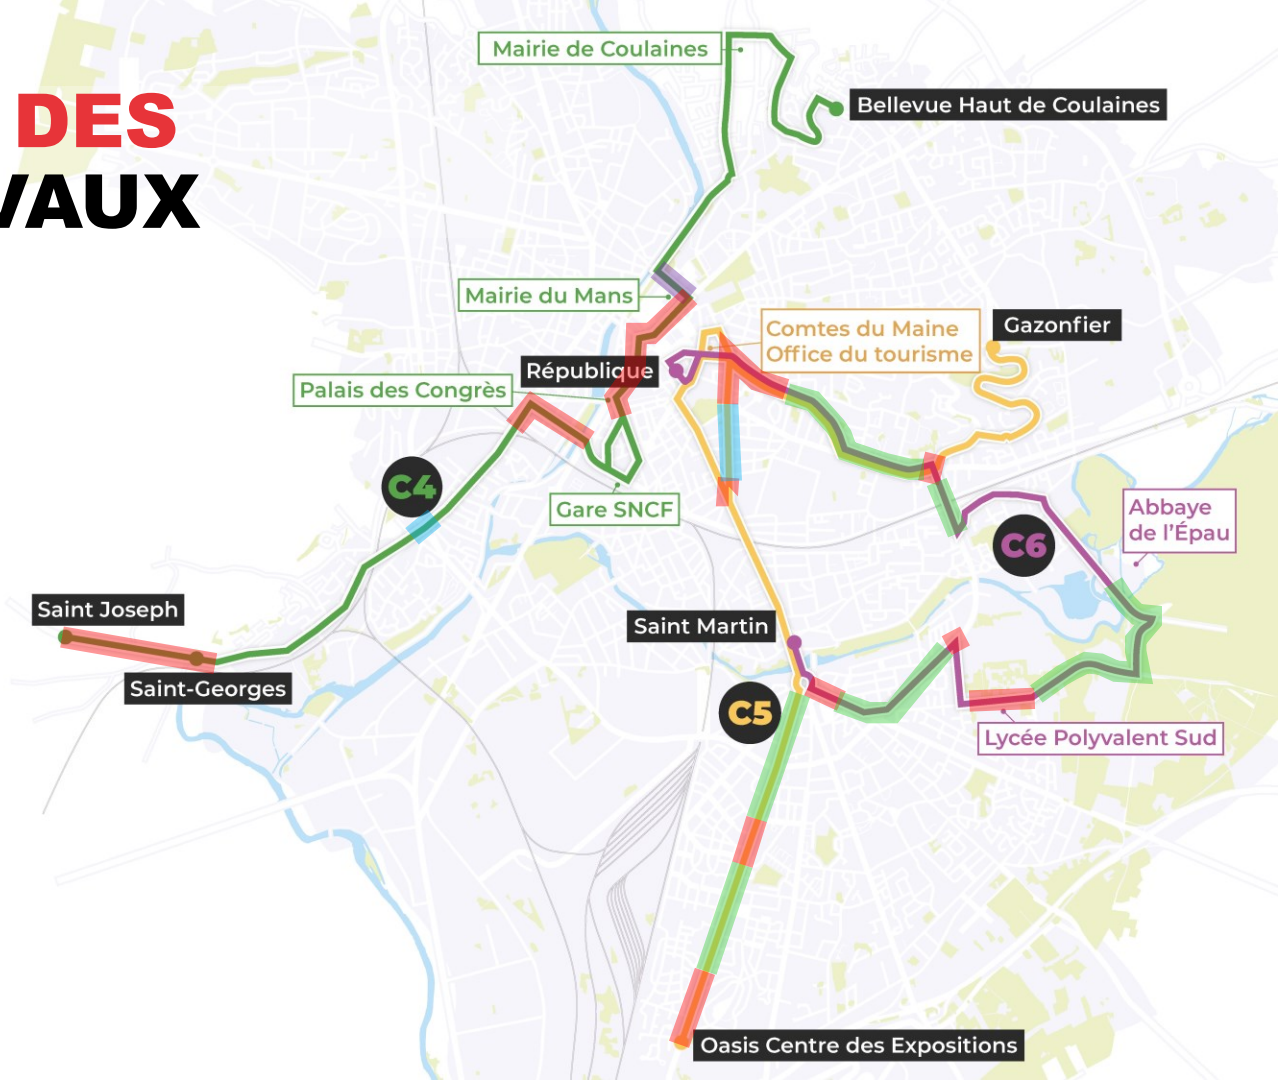 DES
VAUX
Mairie de Coulaines
Bellevue Haut de Coulaines
Mairie du Mans
Comtes du Maine
Office du tourisme
Gazonfier
République
Palais des Congrès
C4
Gare SNCF
Abbaye
de l'Épau
C6
Saint Joseph
Saint Martin
Saint-Georges
C5
Lycée Polyvalent Sud
Oasis Centre des Expositions